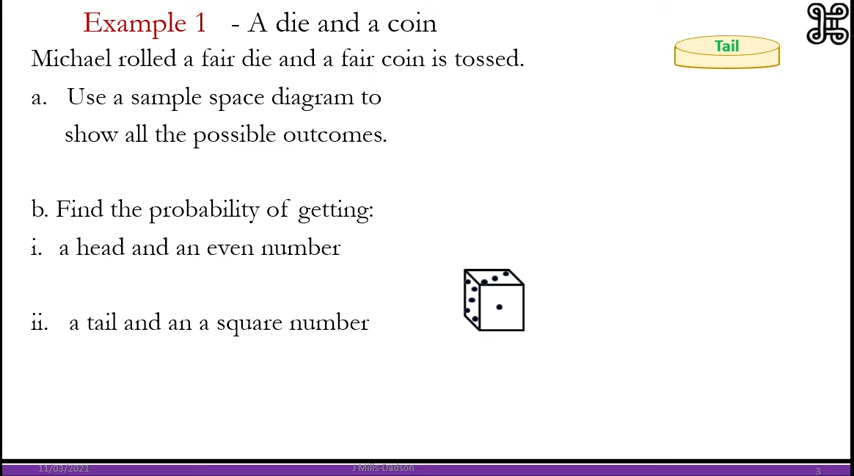 Example 1 - A die and a coin
Tail
Michael rolled a fair die and a fair coin is tossed.
a. Use a sample space diagram to
show all the possible outcomes.
b. Find the probability of getting:
i. a head and an even number
ii. a tail and an a square number
11/03/2021 J Mills-Dadson 3